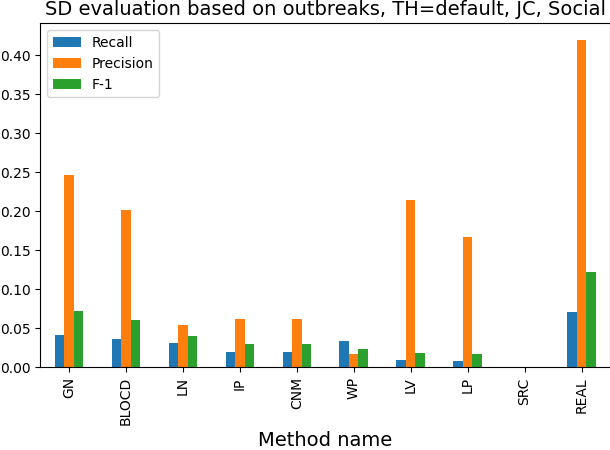 SD evaluation based on outbreaks, TH=default, JC, Social
Recall
Precision
F-1
0.40
0.35
0.30
0.25
0.20
0.15
0.10
0.05
0.00
GN
BLOCD
LN
IP
CNM
WP
LV
LP
SRC
REAL
Method name